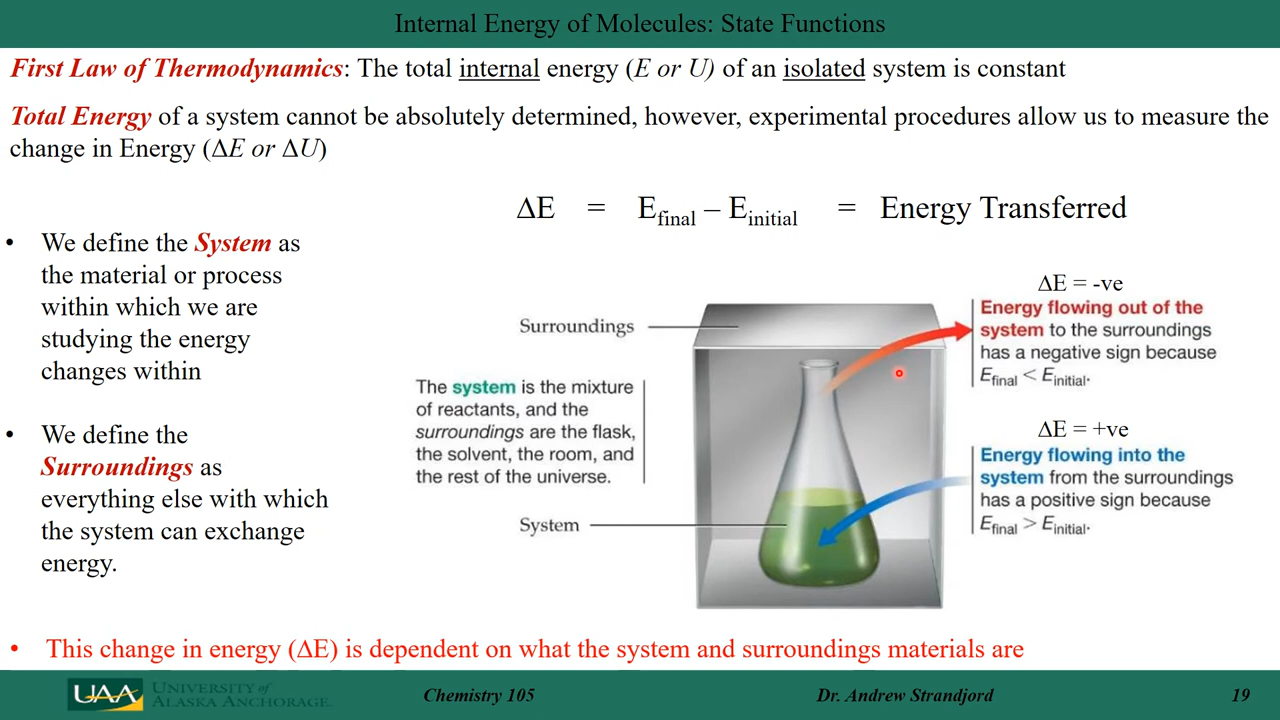 Internal Energy of Molecules: State Functions
First Law of Thermodynamics: The total internal energy (E or U) of an isolated system is constant
Total Energy of a system cannot be absolutely determined, however, experimental procedures allow us to measure the
change in Energy (ΔE or ΔU)
ΔE = Efinal – Einitial = Energy Transferred
• We define the System as
the material or process
within which we are
studying the energy
changes within
• We define the
Surroundings as
everything else with which
the system can exchange
energy.
Surroundings
The system is the mixture
of reactants, and the
surroundings are the flask,
the solvent, the room, and
the rest of the universe.
System
ΔE = -ve
Energy flowing out of the
system to the surroundings
has a negative sign because
Efinal < Einitial.
ΔE = +ve
Energy flowing into the
system from the surroundings
has a positive sign because
Efinal > Einitial.
• This change in energy (ΔE) is dependent on what the system and surroundings materials are
UAA
UNIVERSITY of
ALASKA ANCHORAGE.
Chemistry 105
Dr. Andrew Strandjord
19